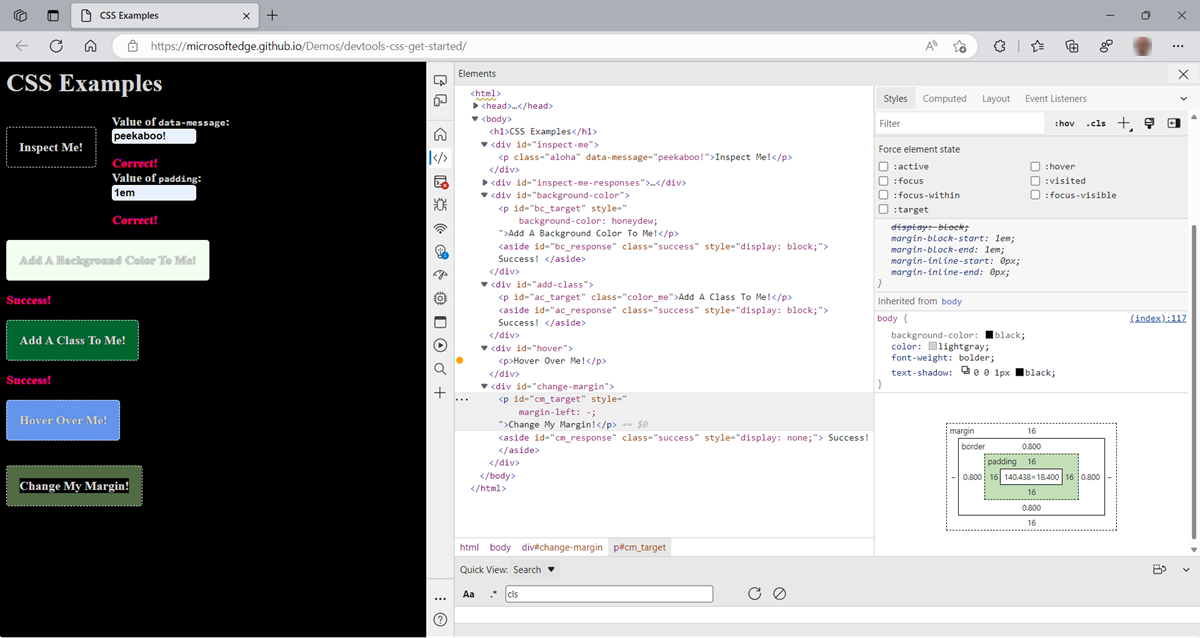 CSS Examples
https://microsoftedge.github.io/Demos/devtools-css-get-started/
CSS Examples
Inspect Me!
Value of data-message:
peekaboo!
Correct!
Value of padding:
1em
Correct!
Add A Background Color To Me!
Success!
Add A Class To Me!
Success!
Hover Over Me!
Change My Margin!
Elements
<html>
<head>…</head>
<body>
<h1>CSS Examples</h1>
<div id="inspect-me">
<p class="aloha" data-message="peekaboo!">Inspect Me!</p>
</div>
<div id="inspect-me-responses">…</div>
<div id="background-color">
<p id="bc_target" style="
background-color: honeydew;
">Add A Background Color To Me!</p>
<aside id="bc_response" class="success" style="display: block;">
Success! </aside>
</div>
<div id="add-class">
<p id="ac_target" class="color_me">Add A Class To Me!</p>
<aside id="ac_response" class="success" style="display: block;">
Success! </aside>
</div>
<div id="hover">
<p>Hover Over Me!</p>
</div>
<div id="change-margin">
<p id="cm_target" style="
margin-left: -;
">Change My Margin!</p> == $0
<aside id="cm_response" class="success" style="display: none;"> Success!
</aside>
</div>
</body>
</html>
html body div#change-margin p#cm_target
Quick View: Search
Aa .* cls
Styles Computed Layout Event Listeners
Filter :hov .cls
Force element state
:active :hover
:focus :visited
:focus-within :focus-visible
:target
display: block;
margin-block-start: 1em;
margin-block-end: 1em;
margin-inline-start: 0px;
margin-inline-end: 0px;
}
Inherited from body
body { (index):117
background-color: black;
color: lightgray;
font-weight: bolder;
text-shadow: 0 0 1px black;
}
margin 16
border 0.800
padding 16
- 0.800 16 140.438×18.400 16 0.800 -
16
0.800
16